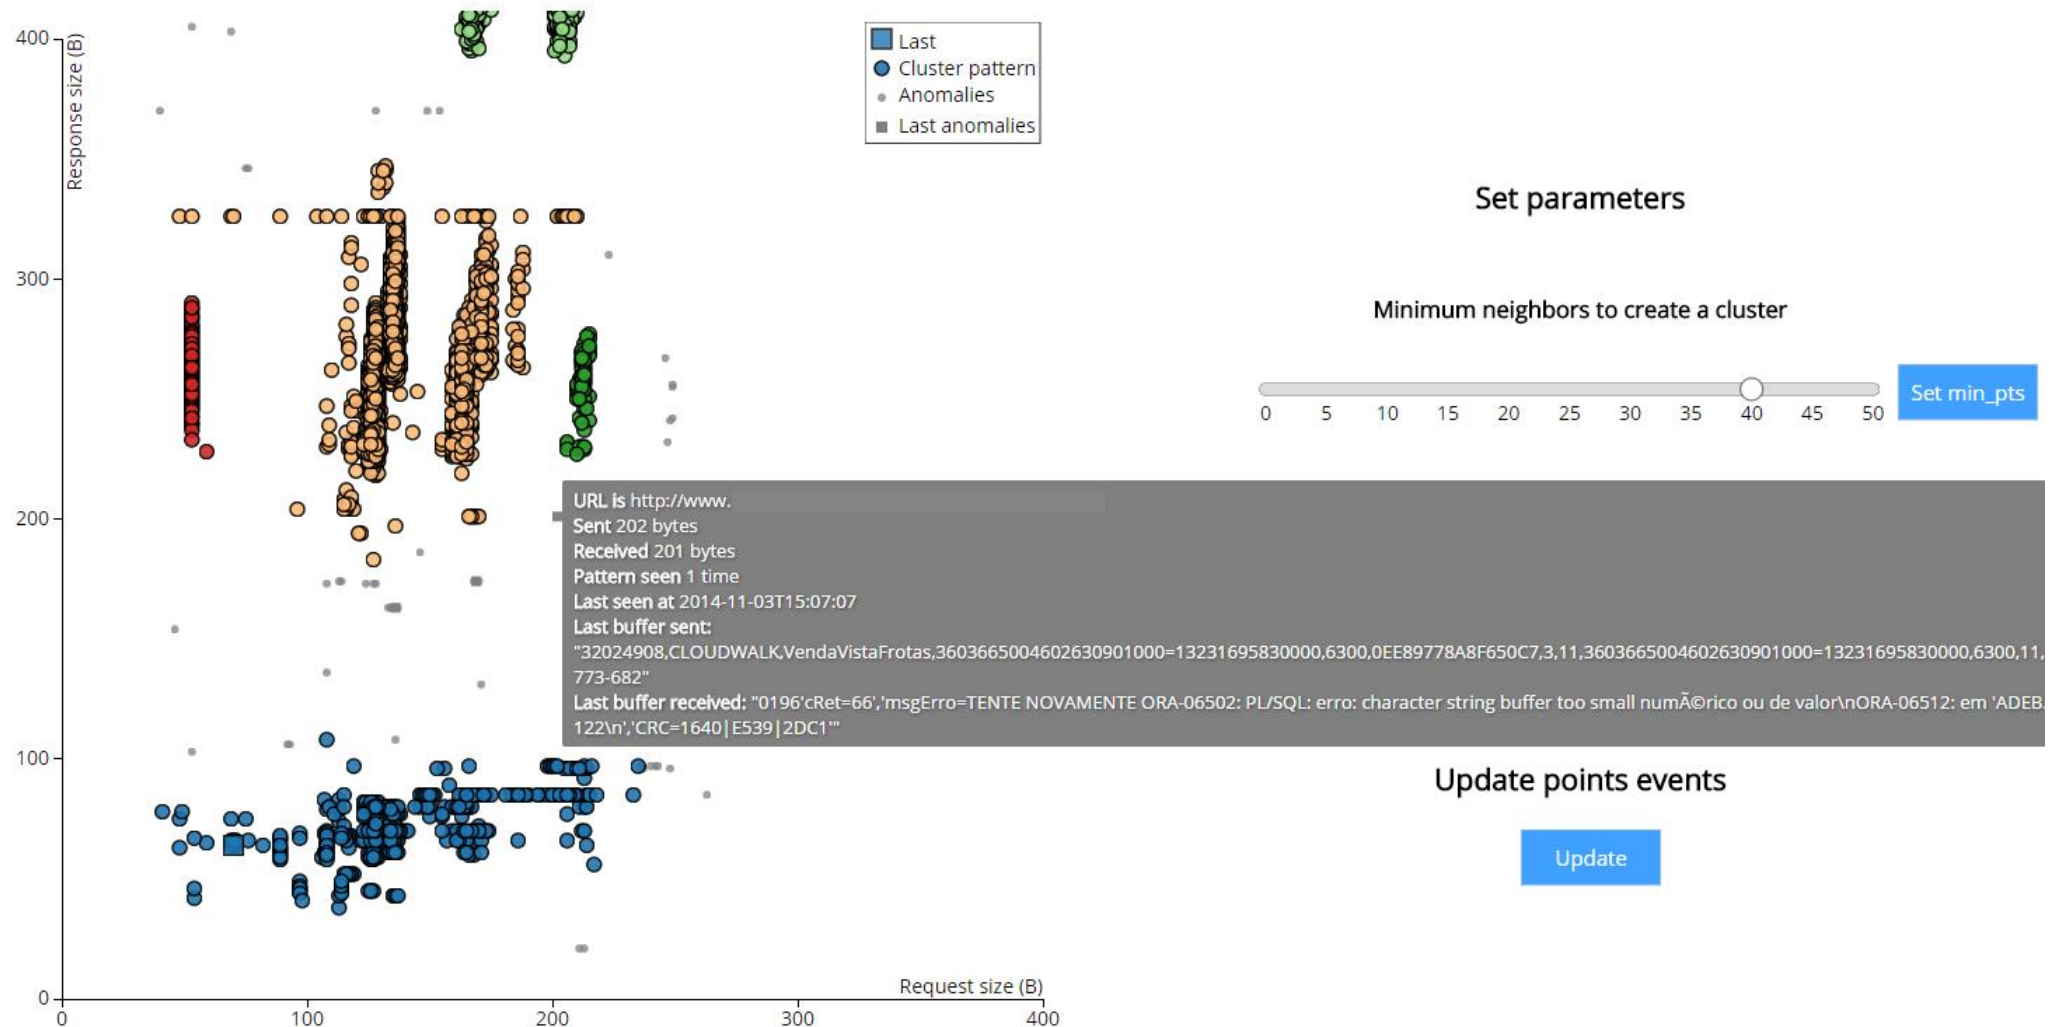 400
Response size (B)
300
200
100
0
0
100
200
300
400
Request size (B)
Last
Cluster pattern
Anomalies
Last anomalies
Set parameters
Minimum neighbors to create a cluster
0 5 10 15 20 25 30 35 40 45 50
Set min_pts
URL is http://www.
Sent 202 bytes
Received 201 bytes
Pattern seen 1 time
Last seen at 2014-11-03T15:07:07
Last buffer sent:
"32024908,CLOUDWALK,VendaVistaFrotas,3603665004602630901000=13231695830000,6300,0EE89778A8F650C7,3,11,3603665004602630901000=13231695830000,6300,11,
773-682"
Last buffer received: "0196'cRet=66','msgErro=TENTE NOVAMENTE ORA-06502: PL/SQL: erro: character string buffer too small numÃ©rico ou de valor\nORA-06512: em 'ADEB.
122\n','CRC=1640|E539|2DC1'"
Update points events
Update